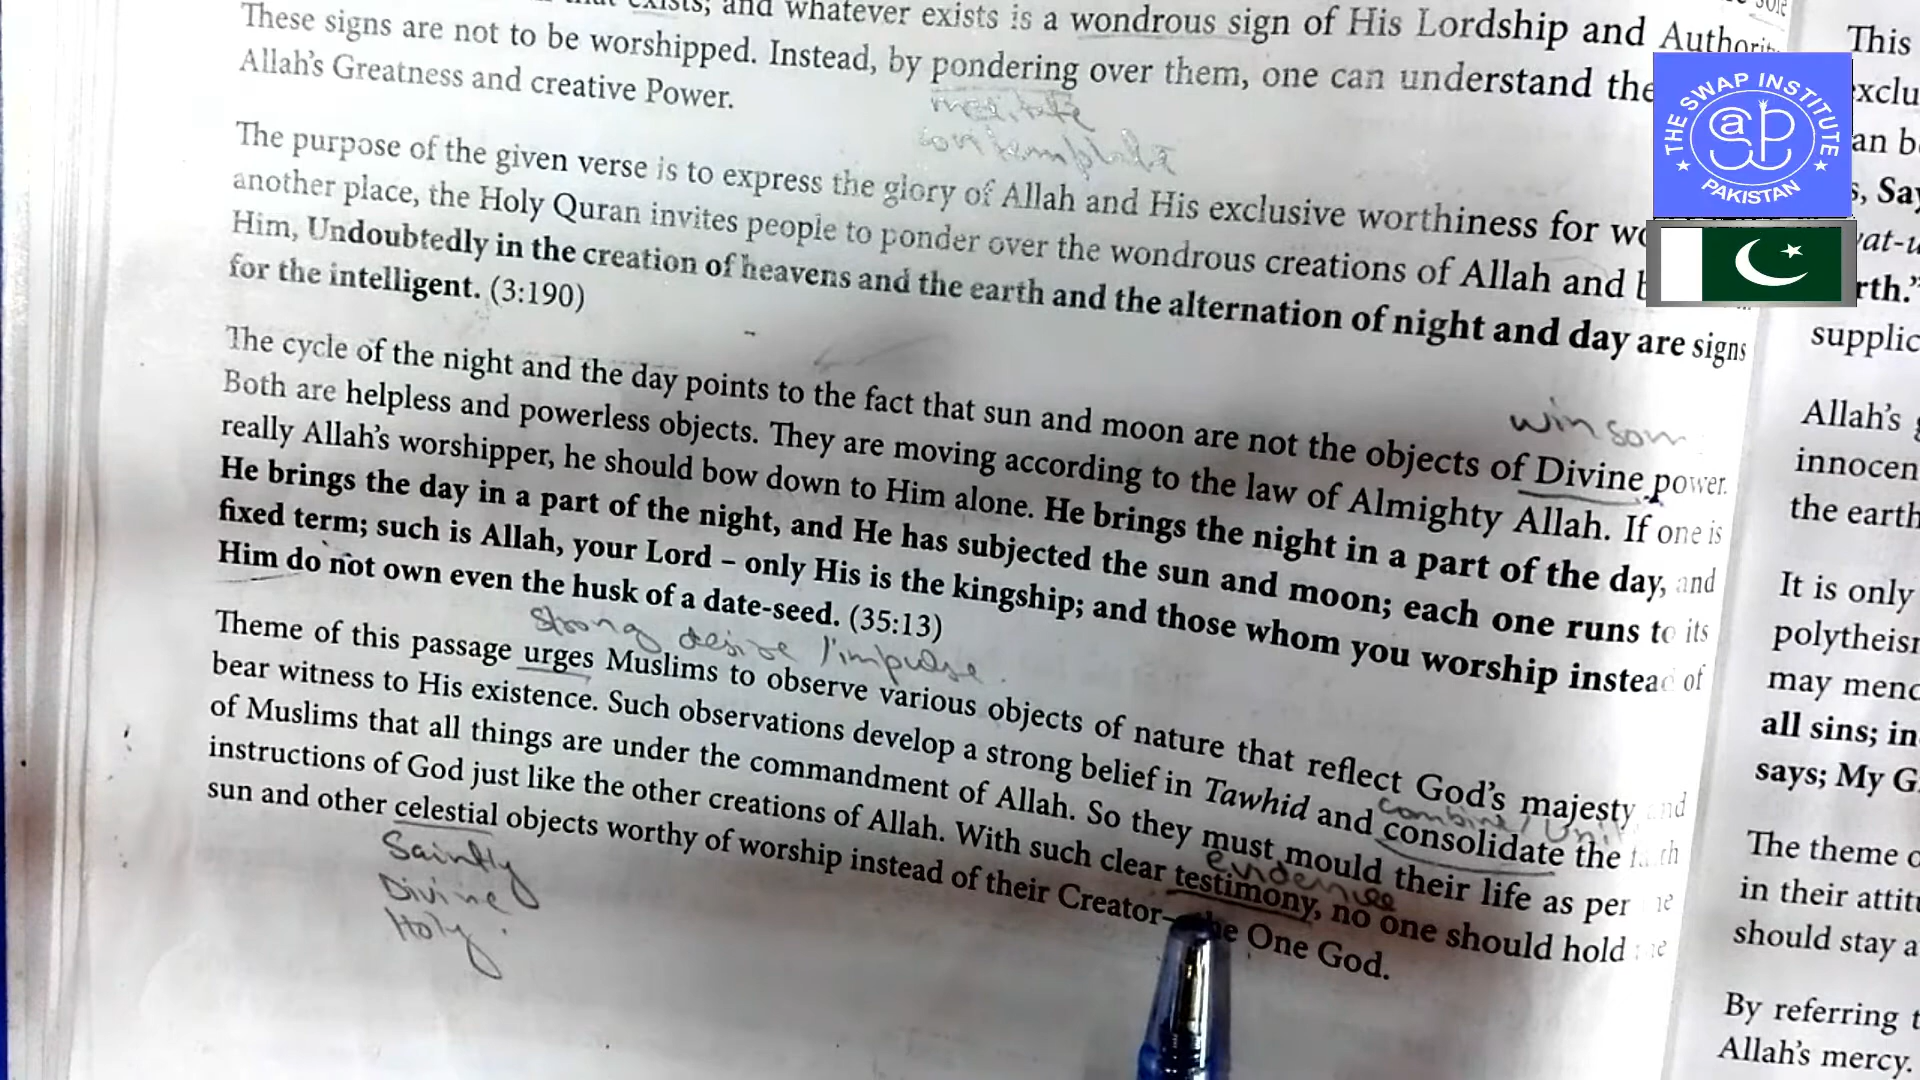 exists; and whatever exists is a wondrous sign of His Lordship and
These signs are not to be worshipped. Instead, by pondering over them, one can understand the
Allah's Greatness and creative Power.
meditate
contemplate
The purpose of the given verse is to express the glory of Allah and His exclusive worthiness for
another place, the Holy Quran invites people to ponder over the wondrous creations of Allah and
Him, Undoubtedly in the creation of heavens and the earth and the alternation of night and day are signs
for the intelligent. (3:190)
The cycle of the night and the day points to the fact that sun and moon are not the objects of Divine power.
winsom
Both are helpless and powerless objects. They are moving according to the law of Almighty Allah. If one is
really Allah's worshipper, he should bow down to Him alone. He brings the night in a part of the day, and
He brings the day in a part of the night, and He has subjected the sun and moon; each one runs to its
fixed term; such is Allah, your Lord – only His is the kingship; and those whom you worship instead of
Him do not own even the husk of a date-seed. (35:13)
strong desire / impulse
Theme of this passage urges Muslims to observe various objects of nature that reflect God's majesty and
bear witness to His existence. Such observations develop a strong belief in Tawhid and consolidate the
combine /
of Muslims that all things are under the commandment of Allah. So they must mould their life as per
evidence
instructions of God just like the other creations of Allah. With such clear testimony, no one should hold
sun and other celestial objects worthy of worship instead of their Creator–the One God.
Saintly
Divine
Holy
THE SWAP INSTITUTE
PAKISTAN
This
an
rth."
supplic
Allah's
innocen
the earth
It is only
polytheism
may
all sins; in
says; My G
The theme
in their
should stay a
By referring
Allah's mercy.